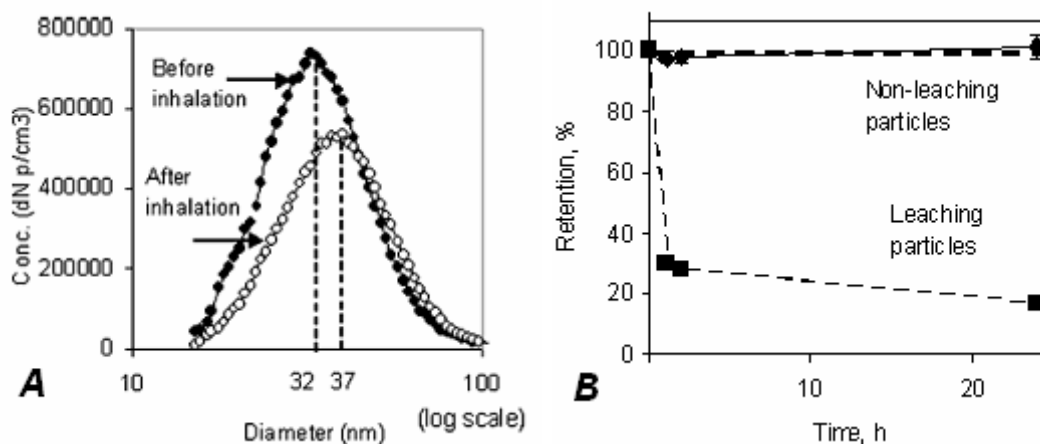 800000
600000
400000
200000
0
Conc. (dN p/cm3)
Before
inhalation
After
inhalation
10
32
37
100
(log scale)
Diameter (nm)
A
100
80
60
40
20
0
Retention, %
Non-leaching
particles
Leaching
particles
10
20
Time, h
B